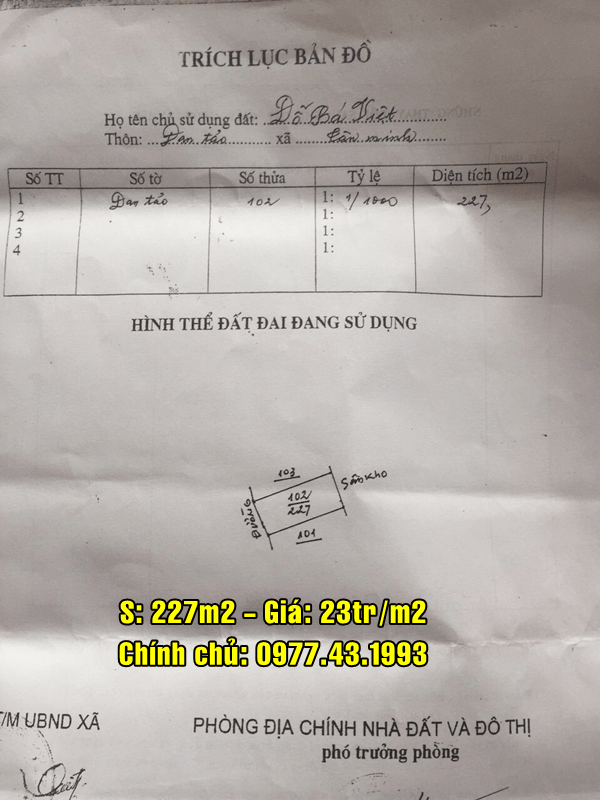 TRÍCH LỤC BẢN ĐỒ
Họ tên chủ sử dụng đất: Đỗ Bá Việt
Thôn: Đan tảo xã Tân minh
Số TT Số tờ Số thửa Tỷ lệ Diện tích (m2)
1 Đan tảo 102 1: 1/1000 227,
2 1:
3 1:
4 1:
HÌNH THỂ ĐẤT ĐAI ĐANG SỬ DỤNG
103
Sân kho
102
227
Đường
101
S: 227m2 - Giá: 23tr/m2
Chính chủ: 0977.43.1993
T/M UBND XÃ
PHÒNG ĐỊA CHÍNH NHÀ ĐẤT VÀ ĐÔ THỊ
phó trưởng phòng